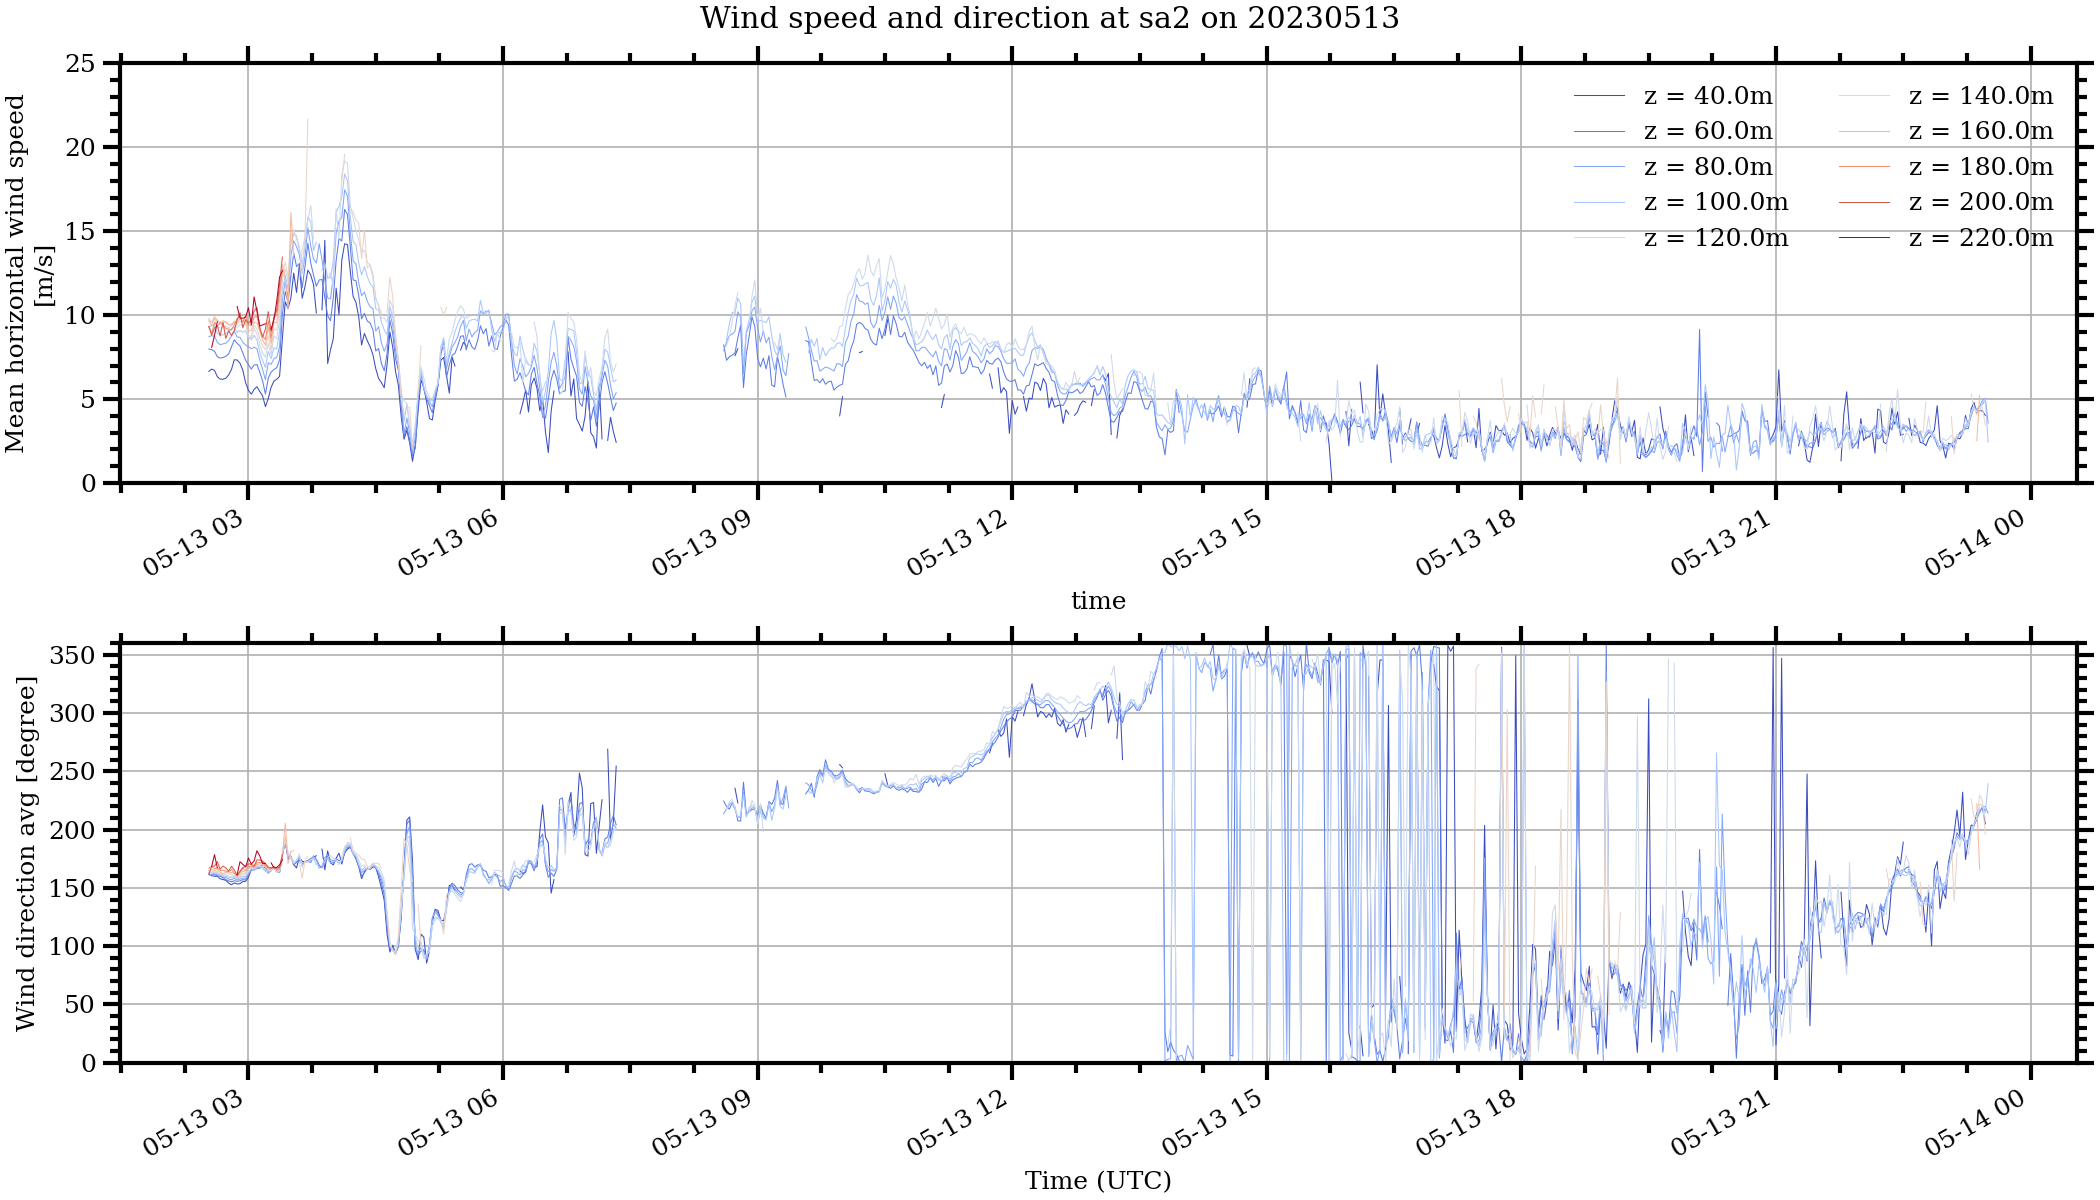 Wind speed and direction at sa2 on 20230513
Mean horizontal wind speed
[m/s]
25
20
15
10
5
0
z = 40.0m
z = 60.0m
z = 80.0m
z = 100.0m
z = 120.0m
z = 140.0m
z = 160.0m
z = 180.0m
z = 200.0m
z = 220.0m
05-13 03
05-13 06
05-13 09
05-13 12
05-13 15
05-13 18
05-13 21
05-14 00
time
Wind direction avg [degree]
350
300
250
200
150
100
50
0
05-13 03
05-13 06
05-13 09
05-13 12
05-13 15
05-13 18
05-13 21
05-14 00
Time (UTC)